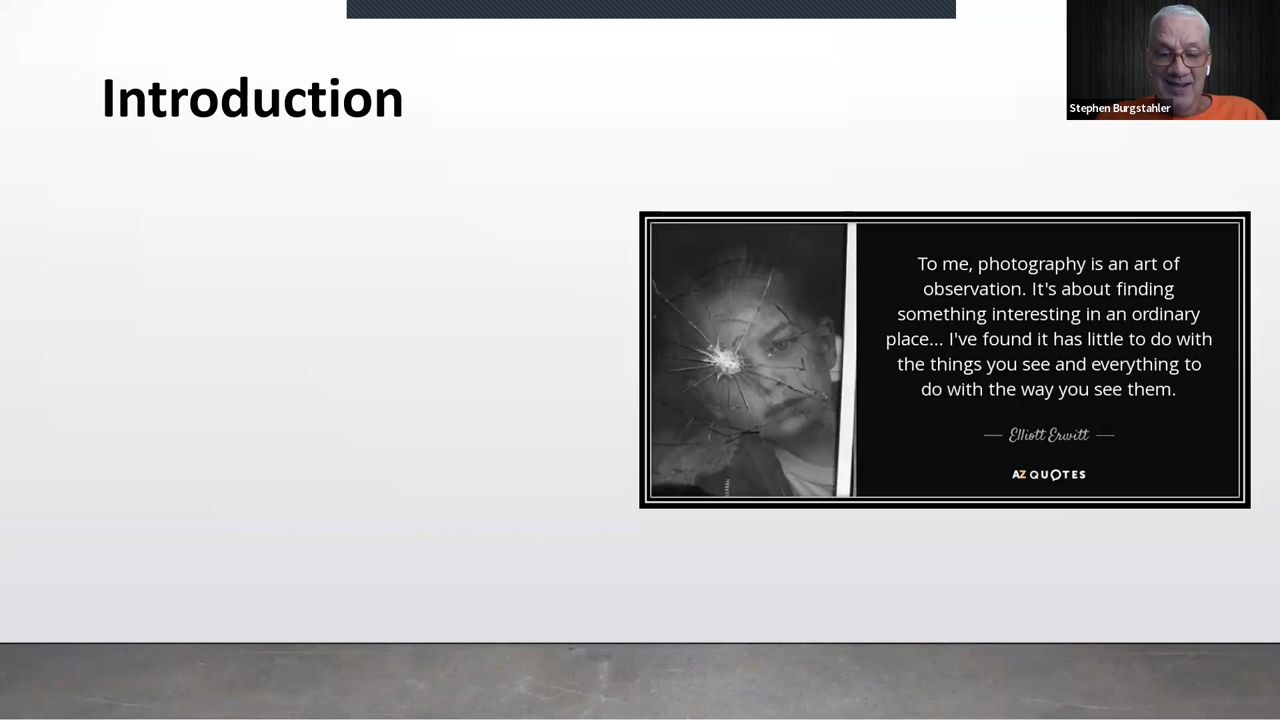 Introduction
Stephen Burgstahler
To me, photography is an art of
observation. It's about finding
something interesting in an ordinary
place... I've found it has little to do with
the things you see and everything to
do with the way you see them.
Elliott Erwitt
AZ QUOTES